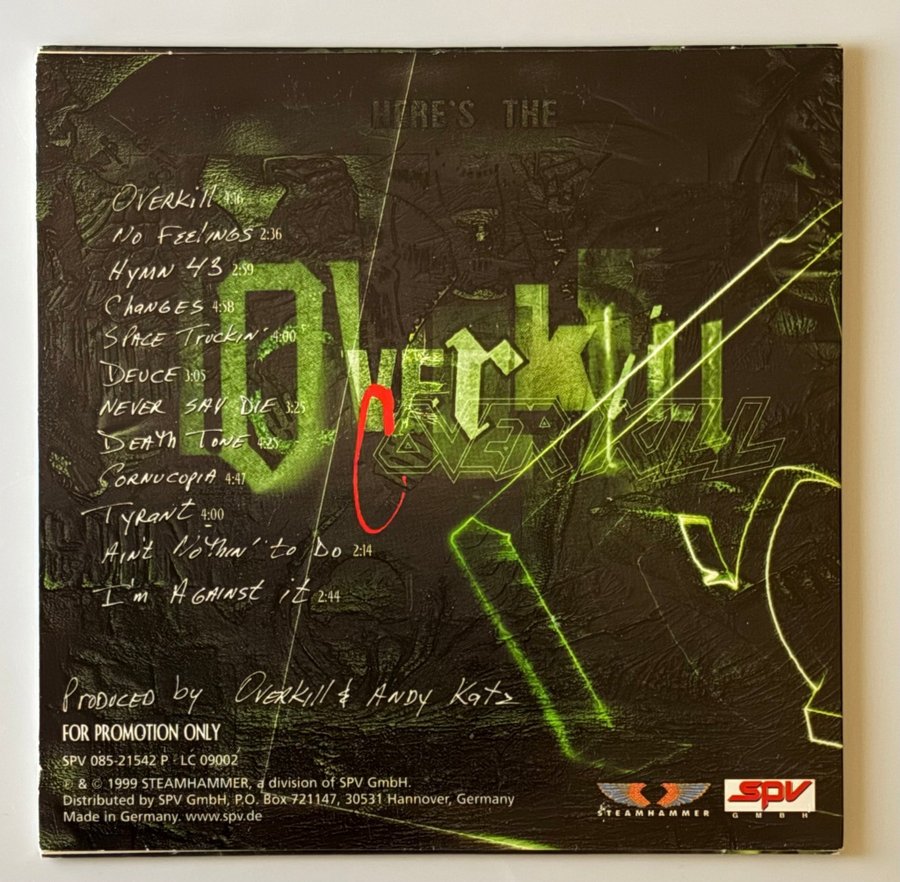 HERE'S THE
Overkill 4:16
No Feelings 2:36
Hymn 43 2:59
Changes 4:58
Space Truckin' 4:00
Deuce 3:05
Never Say Die 3:25
Death Tone 4:25
Cornucopia 4:47
Tyrant 4:00
Aint Nothin' to Do 2:14
I'm Against it 2:44
Overkill
C OVERKILL
Produced by Overkill & Andy Katz
FOR PROMOTION ONLY
SPV 085-21542 P · LC 09002
℗ & © 1999 STEAMHAMMER, a division of SPV GmbH.
Distributed by SPV GmbH, P.O. Box 721147, 30531 Hannover, Germany
Made in Germany. www.spv.de
STEAMHAMMER
SPV
GMBH